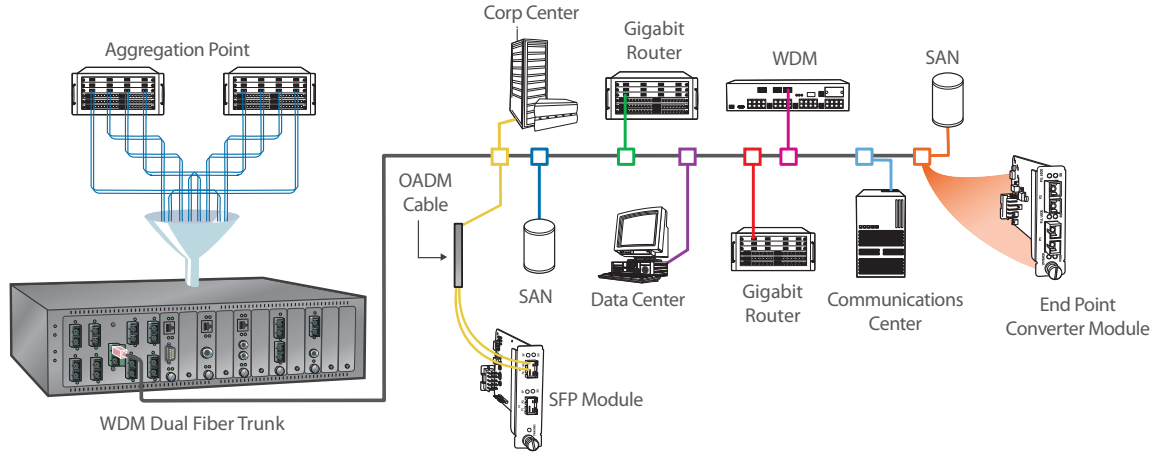 Corp Center
Aggregation Point
Gigabit
Router
WDM
SAN
OADM
Cable
SAN
Data Center
Gigabit
Router
Communications
Center
End Point
Converter Module
SFP Module
WDM Dual Fiber Trunk